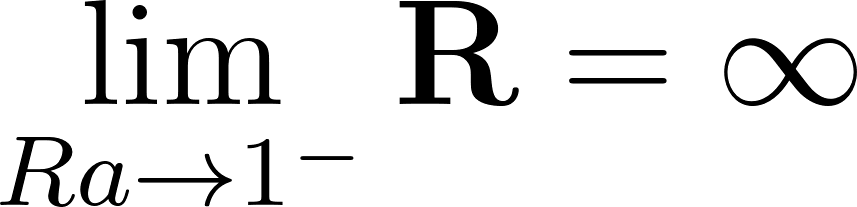 lim R = ∞
Ra→1⁻